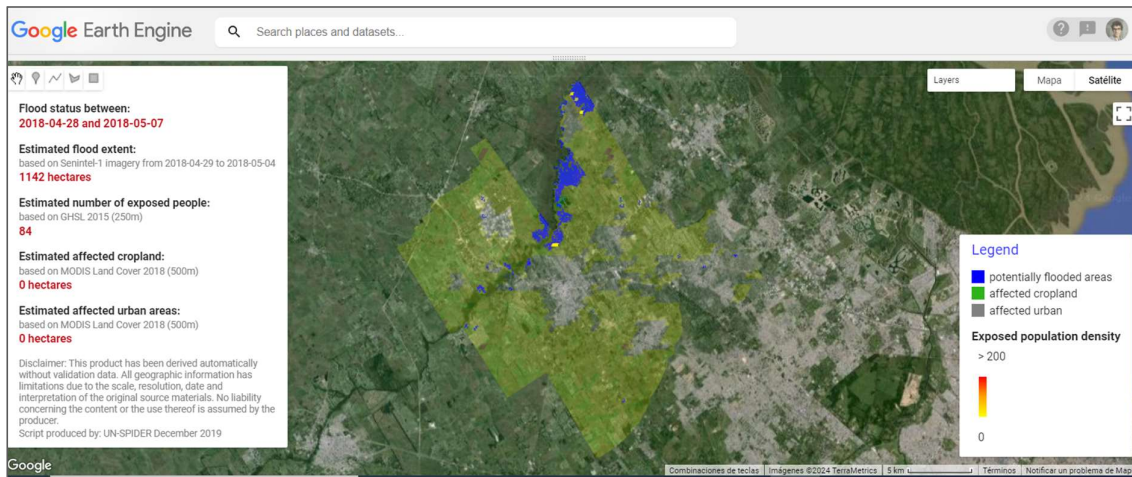 Google Earth Engine
Search places and datasets...
Flood status between:
2018-04-28 and 2018-05-07
Estimated flood extent:
based on Senintel-1 imagery from 2018-04-29 to 2018-05-04
1142 hectares
Estimated number of exposed people:
based on GHSL 2015 (250m)
84
Estimated affected cropland:
based on MODIS Land Cover 2018 (500m)
0 hectares
Estimated affected urban areas:
based on MODIS Land Cover 2018 (500m)
0 hectares
Disclaimer: This product has been derived automatically
without validation data. All geographic information has
limitations due to the scale, resolution, date and
interpretation of the original source materials. No liability
concerning the content or the use thereof is assumed by the
producer.
Script produced by: UN-SPIDER December 2019
Layers
Mapa
Satélite
Legend
potentially flooded areas
affected cropland
affected urban
Exposed population density
> 200
0
Google
Combinaciones de teclas
Imágenes ©2024 TerraMetrics
5 km
Términos
Notificar un problema de Map